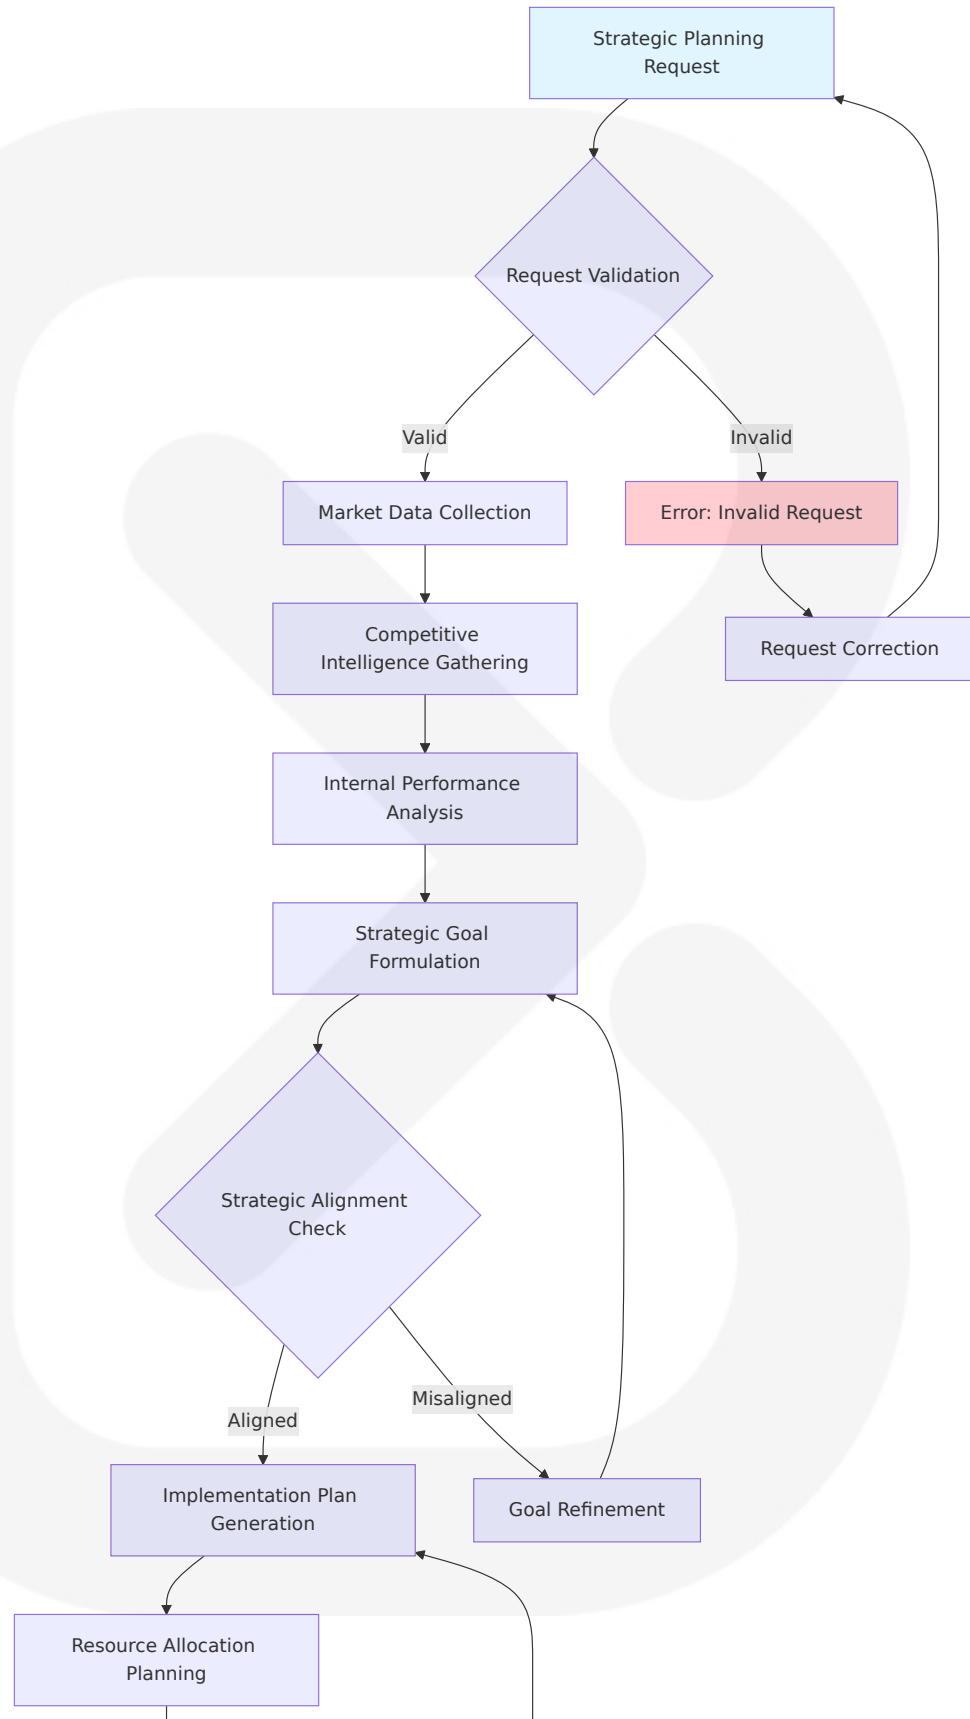 Strategic Planning
Request
Request Validation
Valid
Invalid
Market Data Collection
Error: Invalid Request
Competitive
Intelligence Gathering
Request Correction
Internal Performance
Analysis
Strategic Goal
Formulation
Strategic Alignment
Check
Misaligned
Aligned
Implementation Plan
Generation
Goal Refinement
Resource Allocation
Planning